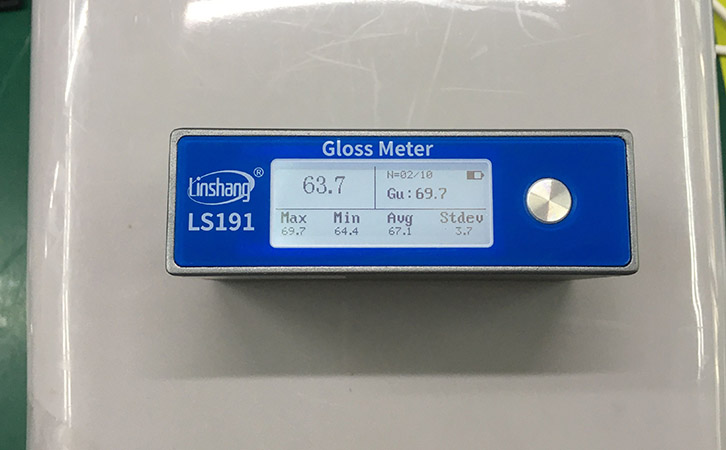 Gloss Meter
Linshang®
LS191
63.7
N=02/10
Gu:69.7
Max Min Avg Stdev
69.7 64.4 67.1 3.7